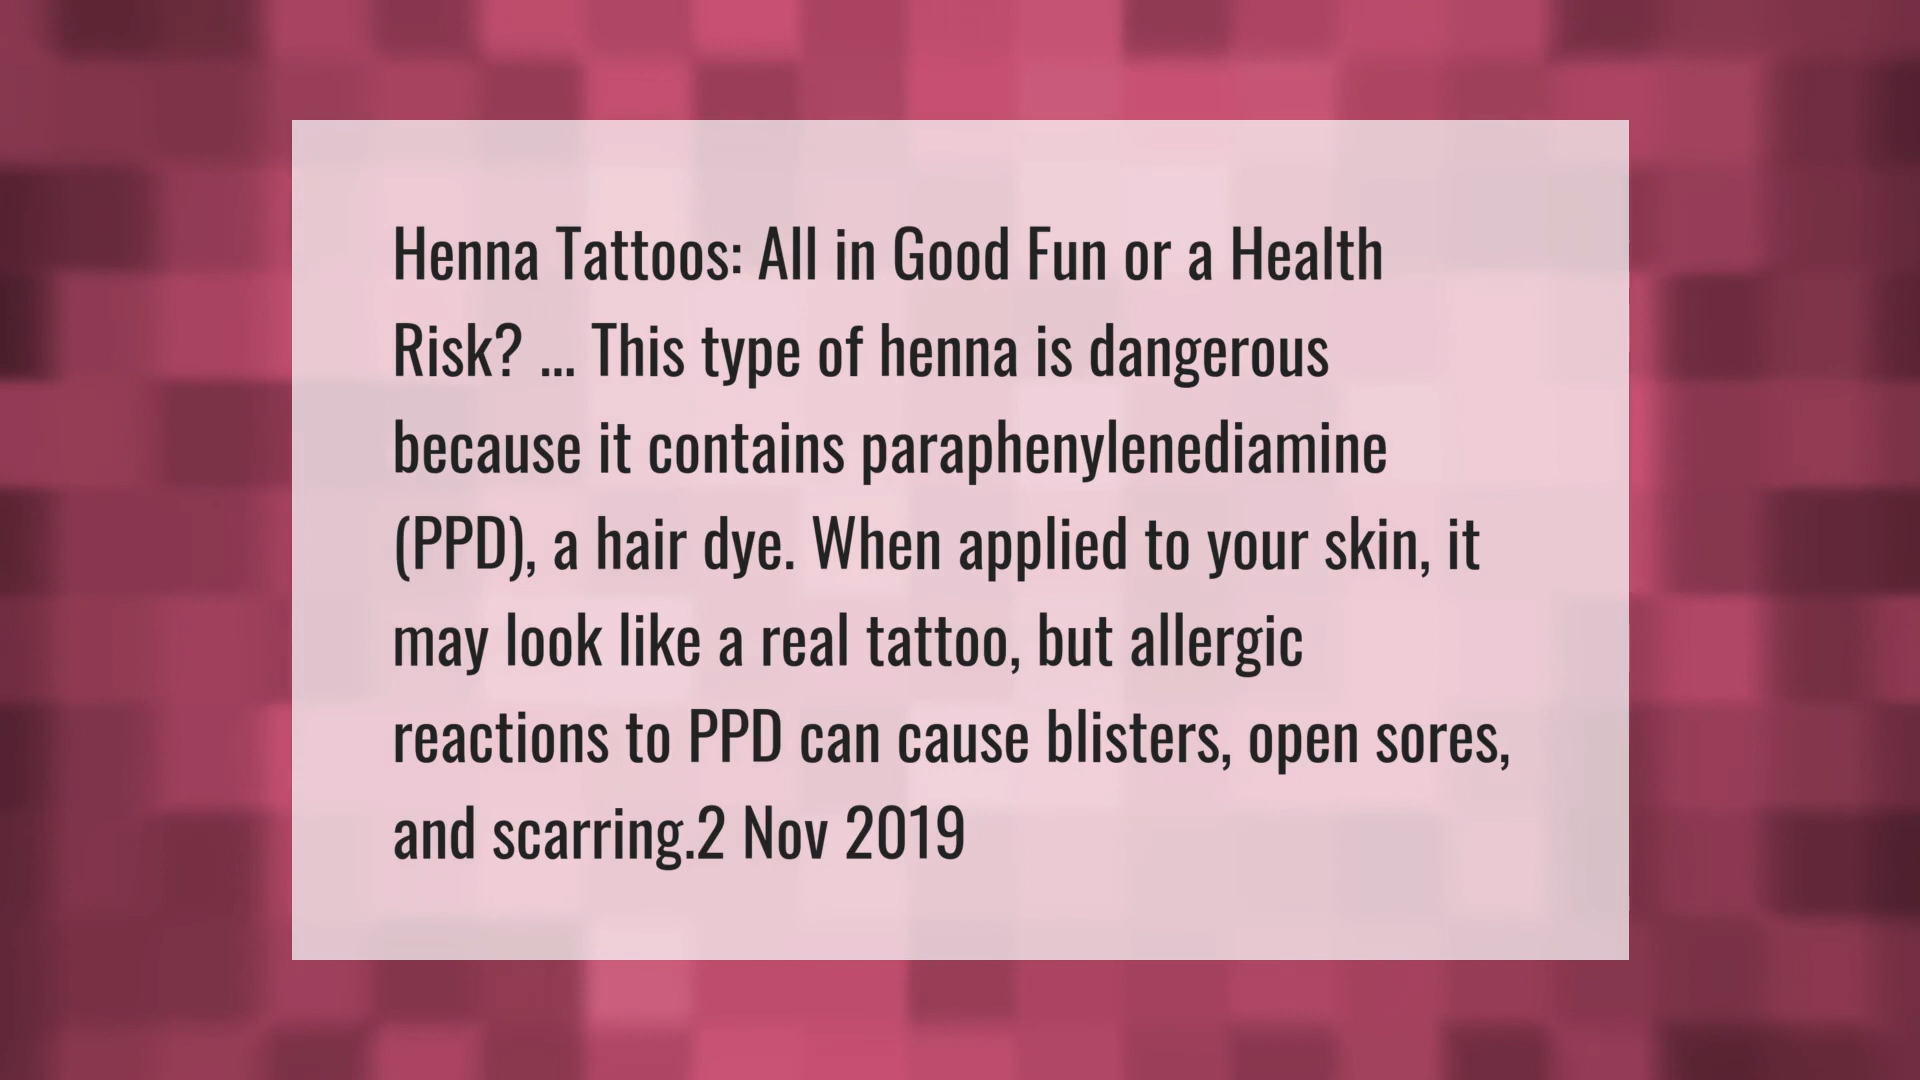 Henna Tattoos: All in Good Fun or a Health
Risk? ... This type of henna is dangerous
because it contains paraphenylenediamine
(PPD), a hair dye. When applied to your skin, it
may look like a real tattoo, but allergic
reactions to PPD can cause blisters, open sores,
and scarring.2 Nov 2019